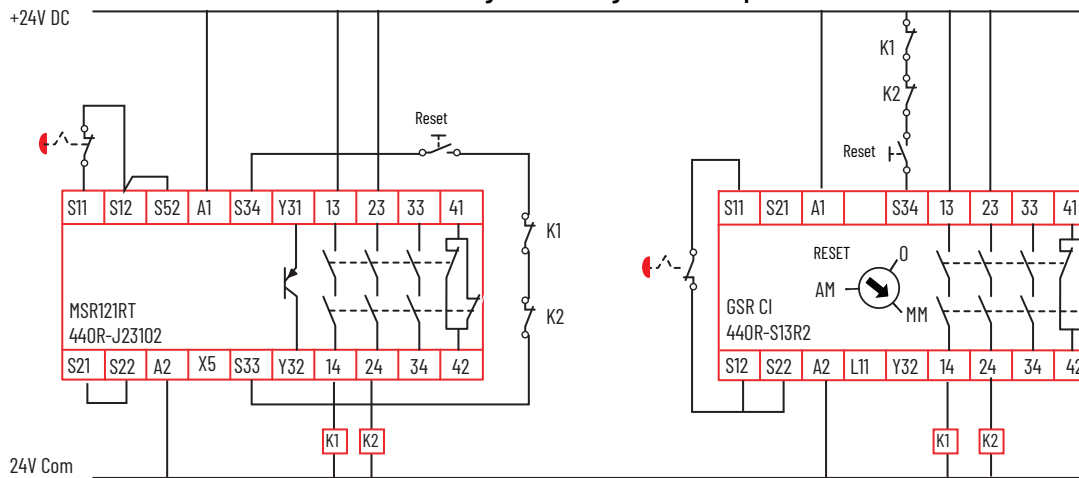 +24V DC
K1
K2
Reset
Reset
S11 S12 S52 A1 S34 Y31 13 23 33 41
S11 S21 A1 S34 13 23 33 41
K1
RESET 0
AM
MM
MSR121RT
440R-J23102
K2
GSR CI
440R-S13R2
S21 S22 A2 X5 S33 Y32 14 24 34 42
S12 S22 A2 L11 Y32 14 24 34 42
K1 K2
K1 K2
24V Com